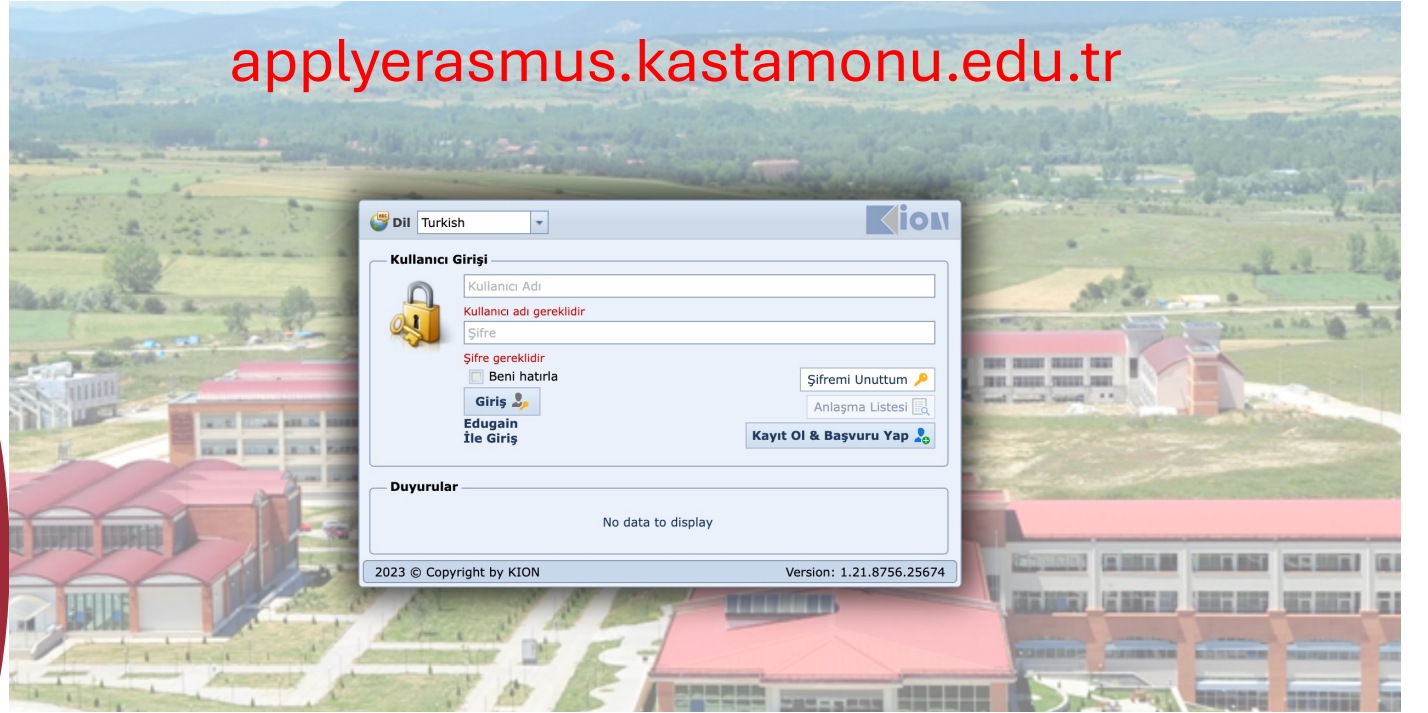 applyerasmus.kastamonu.edu.tr
Dil Turkish
Kion
Kullanıcı Girişi
Kullanıcı Adı
Kullanıcı adı gereklidir
Şifre
Şifre gereklidir
Beni hatırla
Şifremi Unuttum
Giriş
Anlaşma Listesi
Edugain
İle Giriş
Kayıt Ol & Başvuru Yap
Duyurular
No data to display
2023 © Copyright by KION Version: 1.21.8756.25674